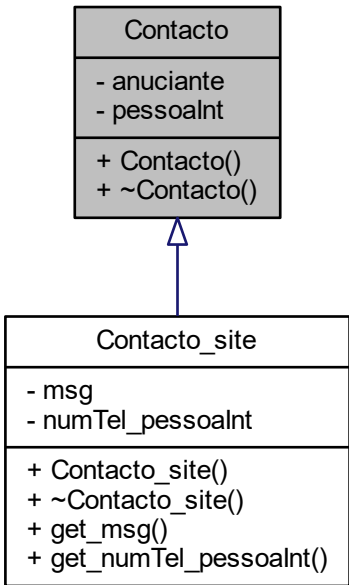 Contacto
- anuciante
- pessoaInt
+ Contacto()
+ ~Contacto()
Contacto_site
- msg
- numTel_pessoaInt
+ Contacto_site()
+ ~Contacto_site()
+ get_msg()
+ get_numTel_pessoaInt()